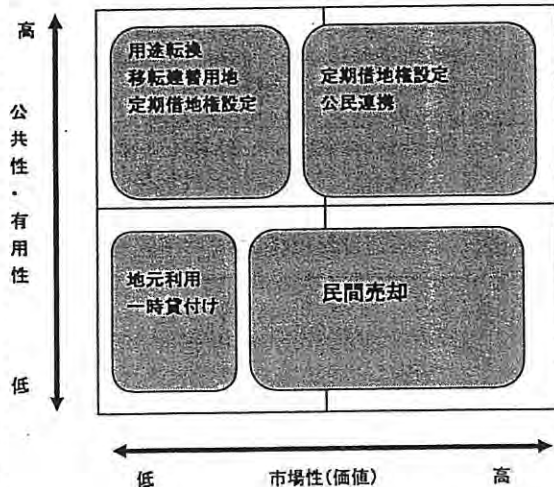 高
公共性・有用性
低
用途転換
移転建替用地
定期借地権設定
定期借地権設定
公民連携
地元利用
一時貸付け
民間売却
低
市場性(価値)
高